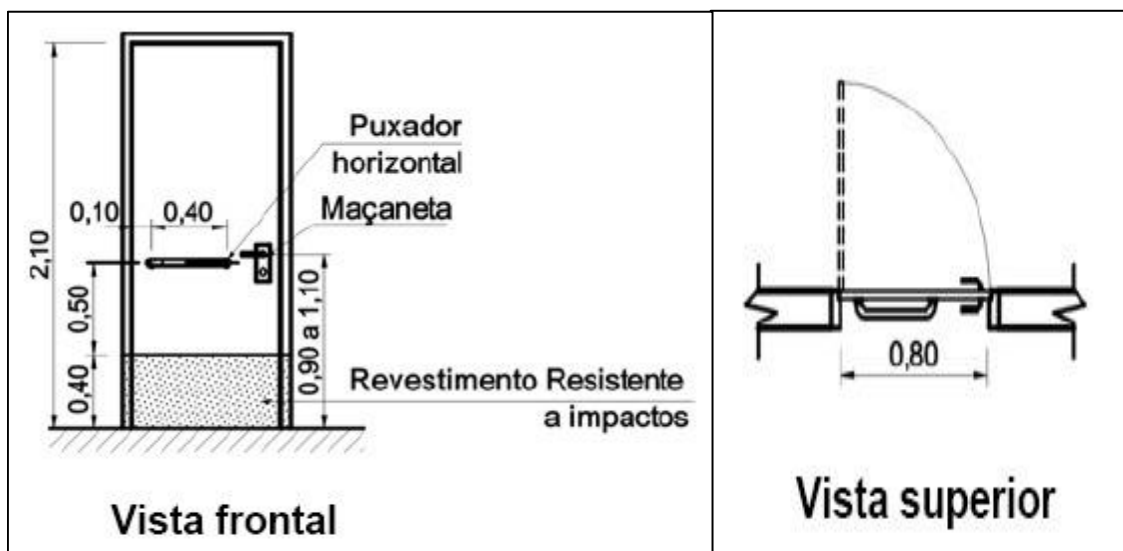 Puxador
horizontal
Maçaneta
0,10
0,40
2,10
0,50
0,40
0,90 a 1,10
Revestimento Resistente
a impactos
Vista frontal
0,80
Vista superior